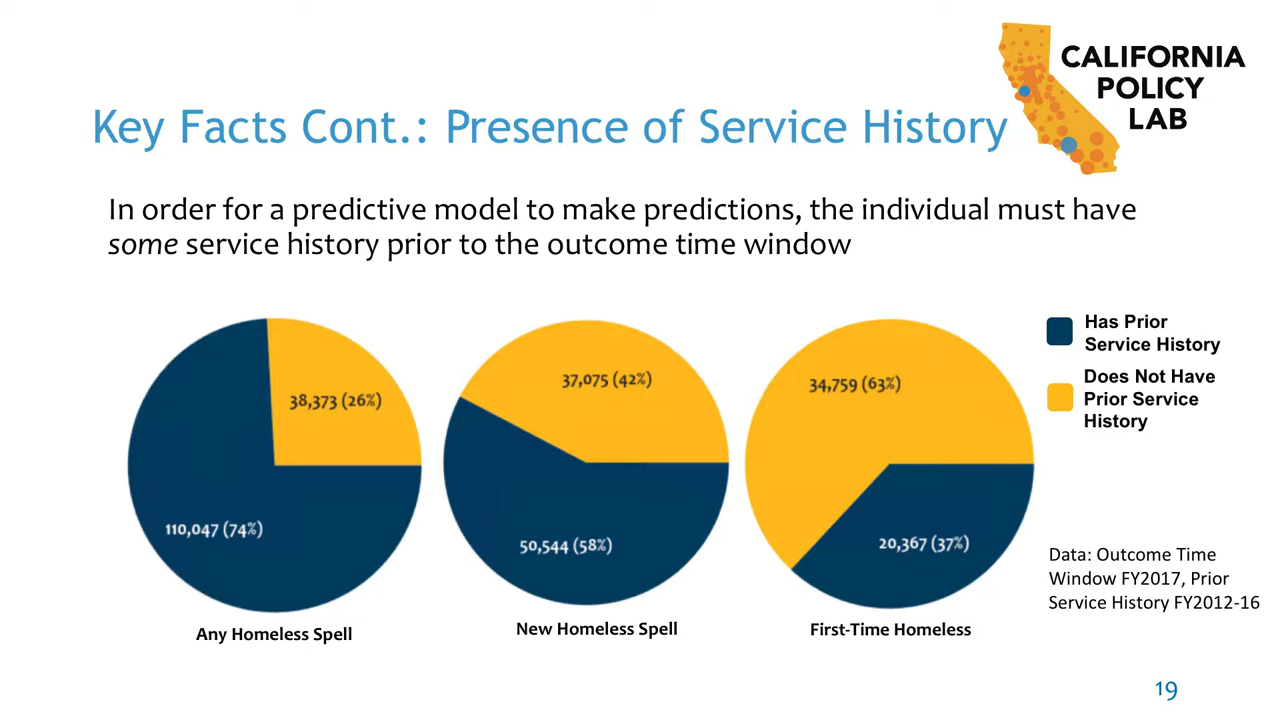 CALIFORNIA
POLICY
LAB
Key Facts Cont.: Presence of Service History
In order for a predictive model to make predictions, the individual must have
some service history prior to the outcome time window
38,373 (26%)
110,047 (74%)
Any Homeless Spell
37,075 (42%)
50,544 (58%)
New Homeless Spell
34,759 (63%)
20,367 (37%)
First-Time Homeless
Has Prior
Service History
Does Not Have
Prior Service
History
Data: Outcome Time
Window FY2017, Prior
Service History FY2012-16
19